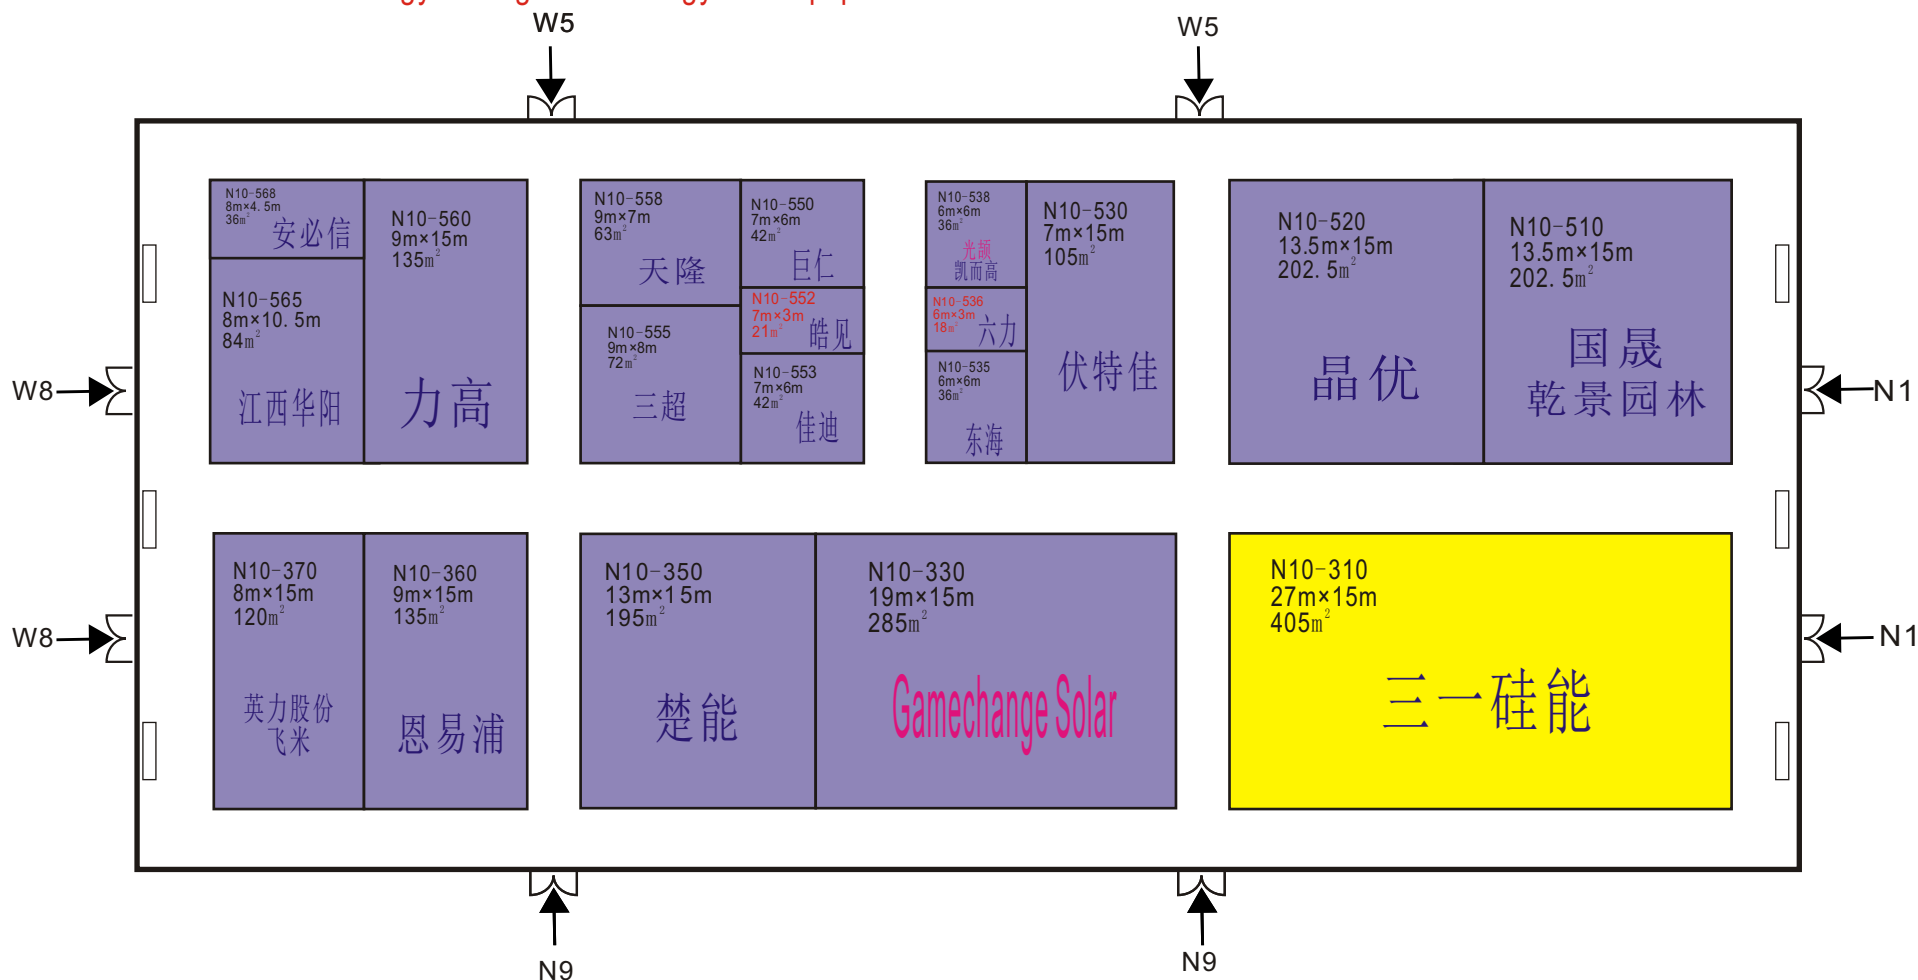 W5
W5
N10-568
8m×4.5m
36m²
安必信
N10-560
9m×15m
135m²
力高
N10-565
8m×10.5m
84m²
江西华阳
N10-558
9m×7m
63m²
天隆
N10-550
7m×6m
42m²
巨仁
N10-552
7m×3m
21m²
皓见
N10-555
9m×8m
72m²
三超
N10-553
7m×6m
42m²
佳迪
N10-538
6m×6m
36m²
光颉
凯而高
N10-530
7m×15m
105m²
伏特佳
N10-536
6m×3m
18m²
六力
N10-535
6m×6m
36m²
东海
N10-520
13.5m×15m
202.5m²
晶优
N10-510
13.5m×15m
202.5m²
国晟
乾景园林
W8
N1
N10-370
8m×15m
120m²
英力股份
飞米
N10-360
9m×15m
135m²
恩易浦
N10-350
13m×15m
195m²
楚能
N10-330
19m×15m
285m²
Gamechange Solar
N10-310
27m×15m
405m²
三一硅能
W8
N1
N9
N9